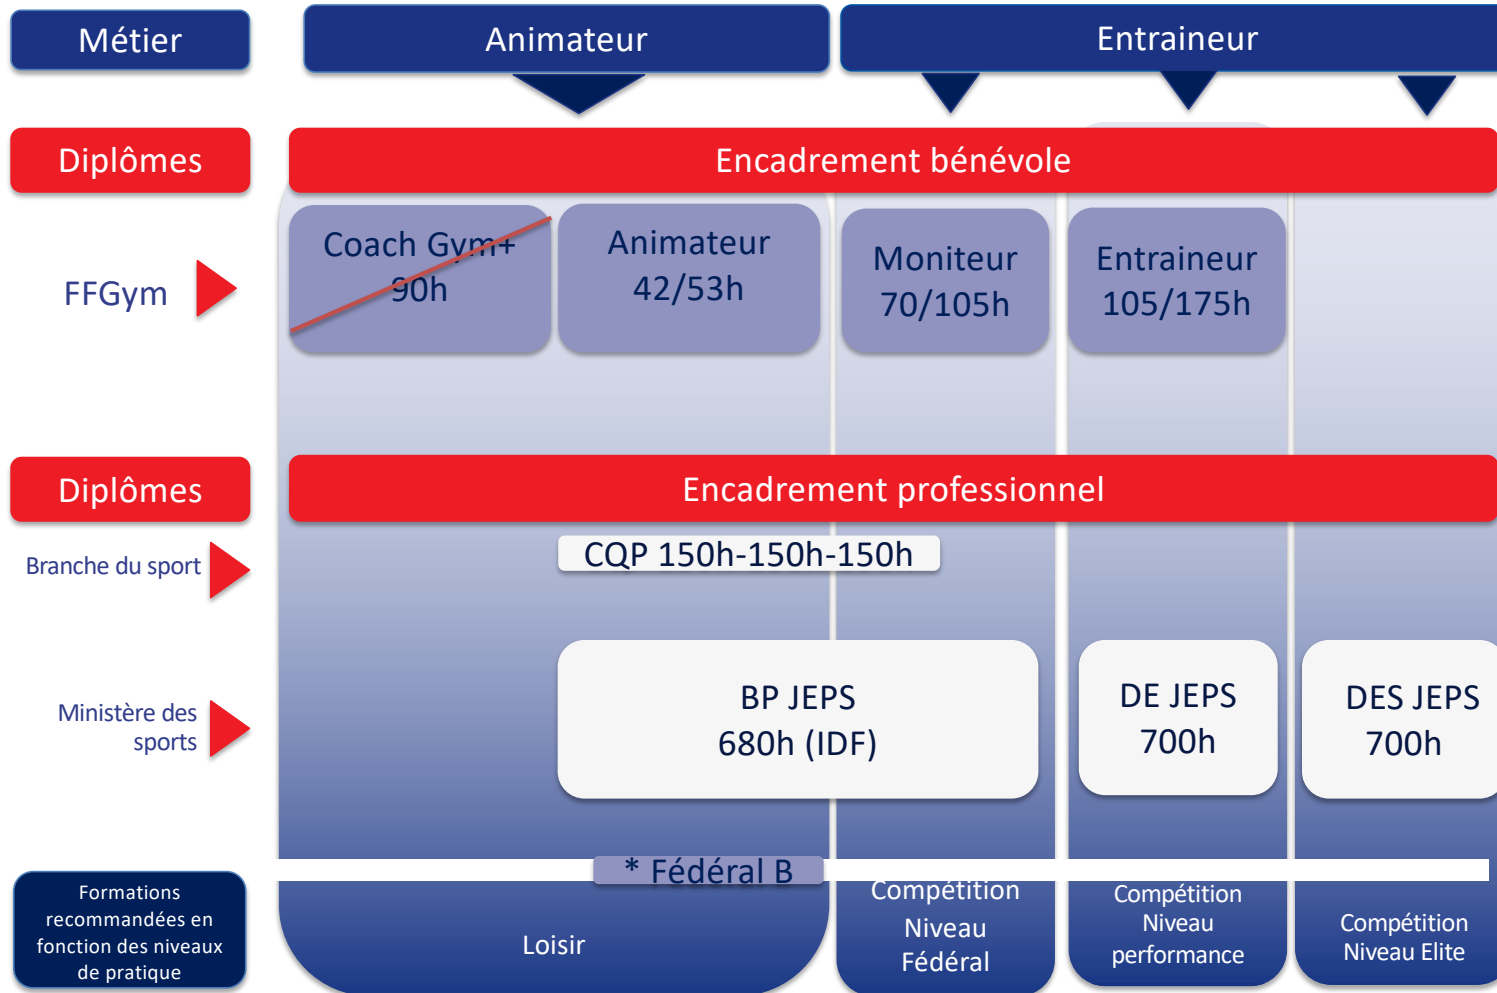 Métier
Animateur
Entraineur
Diplômes
Encadrement bénévole
FFGym
Coach Gym+
90h
Animateur
42/53h
Moniteur
70/105h
Entraineur
105/175h
Diplômes
Encadrement professionnel
Branche du sport
CQP 150h-150h-150h
Ministère des
sports
BP JEPS
680h (IDF)
DE JEPS
700h
DES JEPS
700h
* Fédéral B
Formations
recommandées en
fonction des niveaux
de pratique
Loisir
Compétition
Niveau
Fédéral
Compétition
Niveau
performance
Compétition
Niveau Elite